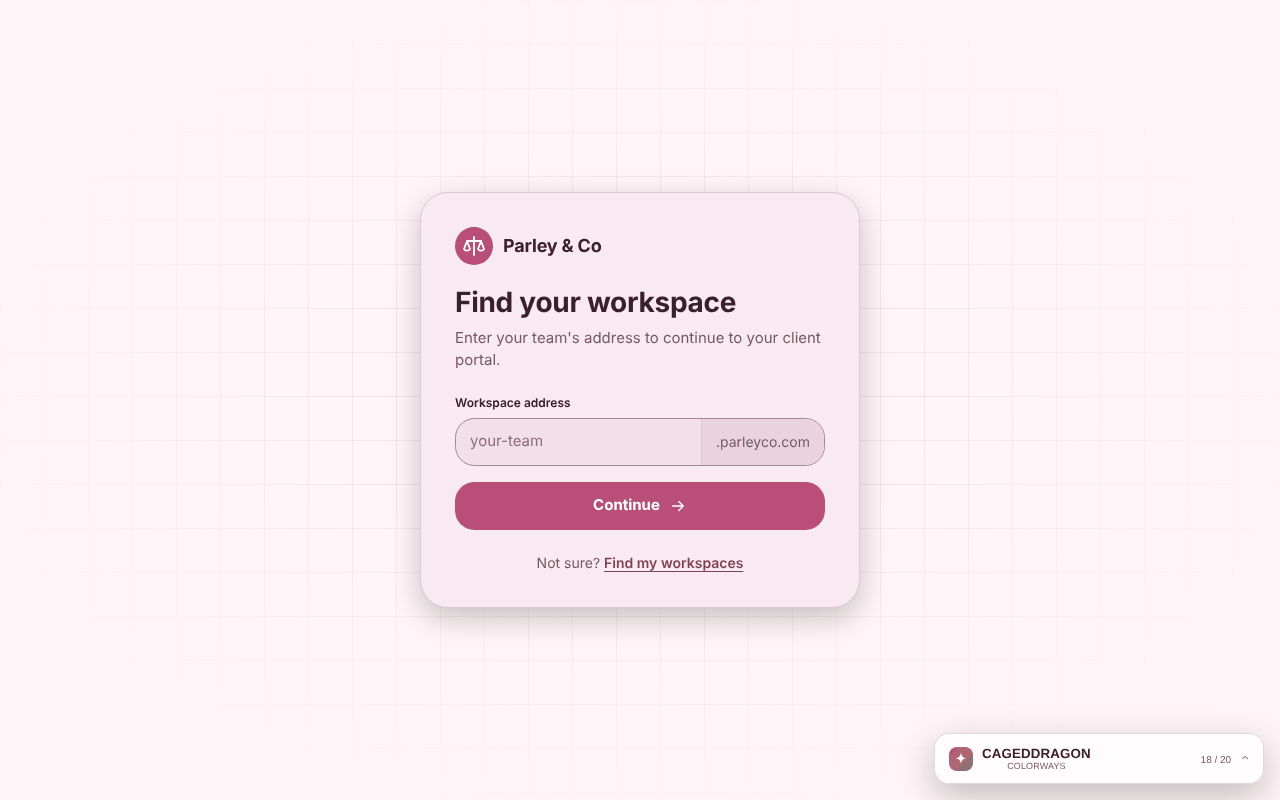 Parley & Co
Find your workspace
Enter your team's address to continue to your client
portal.
Workspace address
your-team
.parleyco.com
Continue →
Not sure? Find my workspaces
CAGEDDRAGON
COLORWAYS
18 / 20